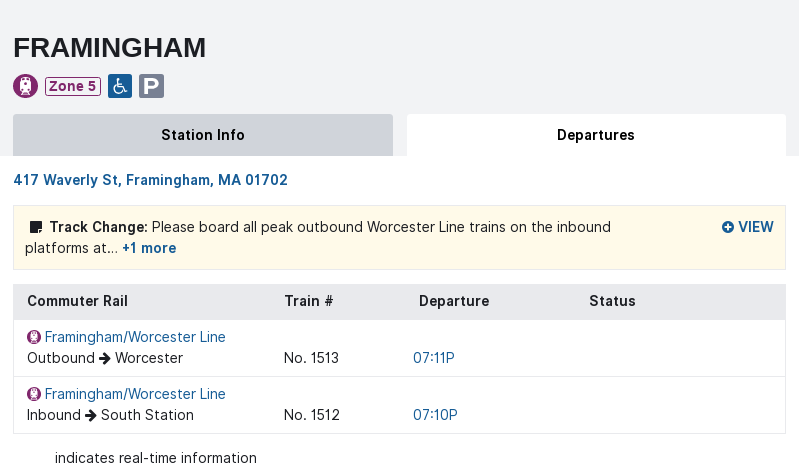 FRAMINGHAM
Zone 5 P
Station Info Departures
417 Waverly St, Framingham, MA 01702
Track Change: Please board all peak outbound Worcester Line trains on the inbound VIEW
platforms at... +1 more
Commuter Rail Train # Departure Status
Framingham/Worcester Line
Outbound → Worcester No. 1513 07:11P
Framingham/Worcester Line
Inbound → South Station No. 1512 07:10P
indicates real-time information